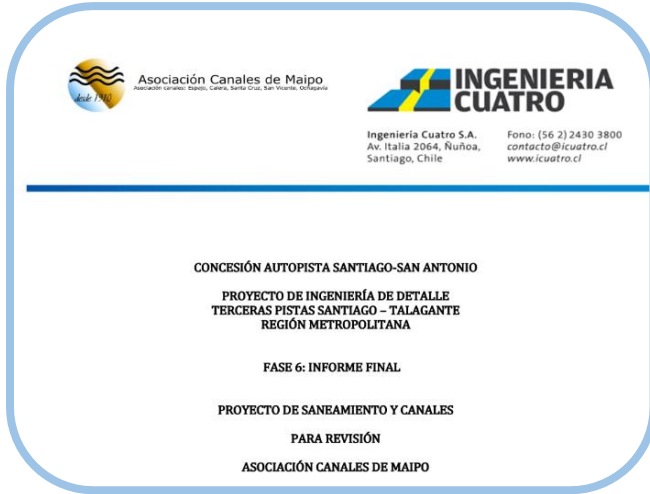 desde 1910
Asociación Canales de Maipo
Asociación canales: Espejo, Calera, Santa Cruz, San Vicente, Ochagavía
INGENIERIA
CUATRO
Ingeniería Cuatro S.A.
Av. Italia 2064, Ñuñoa,
Santiago, Chile
Fono: (56 2) 2430 3800
contacto@icuatro.cl
www.icuatro.cl
CONCESIÓN AUTOPISTA SANTIAGO-SAN ANTONIO
PROYECTO DE INGENIERÍA DE DETALLE
TERCERAS PISTAS SANTIAGO – TALAGANTE
REGIÓN METROPOLITANA
FASE 6: INFORME FINAL
PROYECTO DE SANEAMIENTO Y CANALES
PARA REVISIÓN
ASOCIACIÓN CANALES DE MAIPO